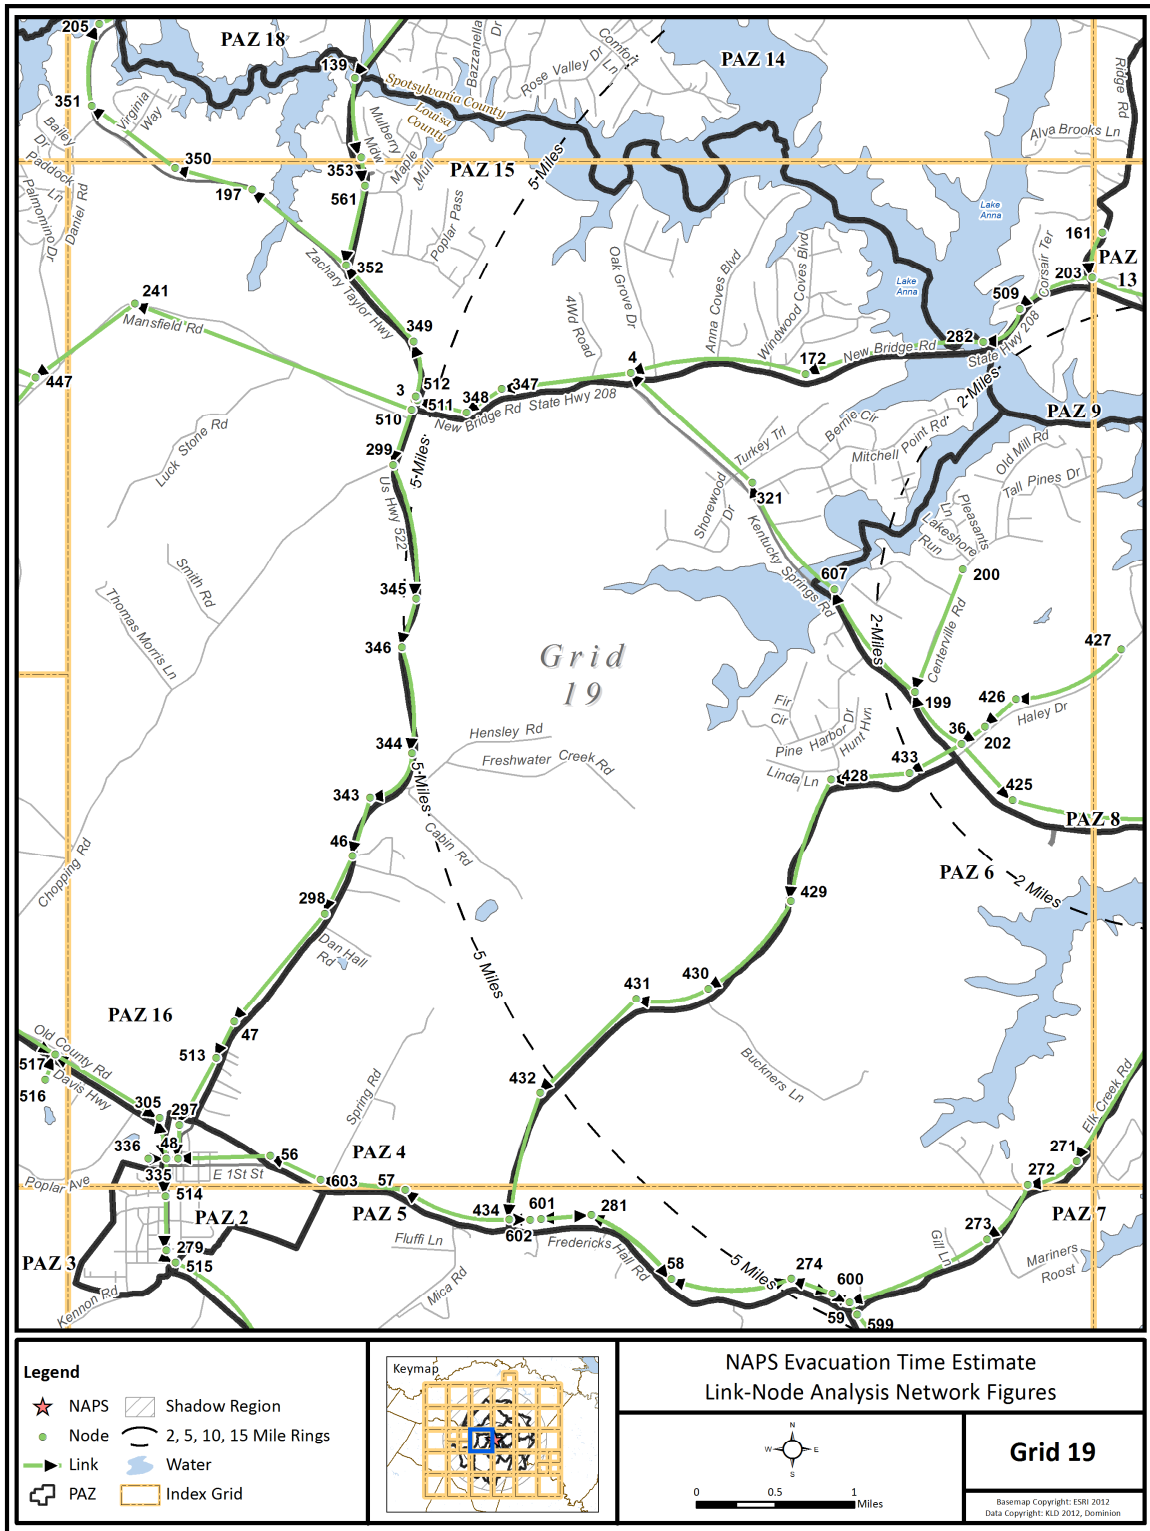 205
PAZ 18
139
Bazzanella Dr
Rose Valley Dr
Comfort Ln
PAZ 14
Ridge Rd
351
Virginia Way
Spotsylvania County
Louisa County
Bailey Dr
Paddock Ln
Palmomino Dr
Daniel Rd
350
197
Mulberry Mdw
Maple Mull
353
561
PAZ 15
5-Miles
Alva Brooks Ln
Poplar Pass
Lake Anna
161
PAZ 13
203
Corsair Ter
Zachary Taylor Hwy
352
Oak Grove Dr
4Wd Road
Anna Coves Blvd
Windwood Coves Blvd
Lake Anna
509
241
Mansfield Rd
447
349
3
512
511
510
348
347
New Bridge Rd State Hwy 208
4
172
New Bridge Rd
282
State Hwy 208
2-Miles
PAZ 9
Luck Stone Rd
299
5-Miles
Us Hwy 522
Turkey Trl
Bernie Cir
Mitchell Point Rd
Old Mill Rd
Tall Pines Dr
Shorewood Dr
321
Kentucky Springs Rd
Pleasants Ln
Lakeshore Run
Smith Rd
Thomas Morris Ln
345
346
Grid
19
607
200
2-Miles
Centerville Rd
427
199
426
Haley Dr
36
202
344
Hensley Rd
Freshwater Creek Rd
Fir Cir
Pine Harbor Dr
Hunt Hvn
Linda Ln
428
433
425
PAZ 8
343
5-Miles
46
Cabin Rd
Chopping Rd
298
Dan Hall Rd
PAZ 6
2 Miles
429
430
431
5 Miles
PAZ 16
Old County Rd
47
513
517
516
Davis Hwy
305
297
432
Buckners Ln
Spring Rd
Elk Creek Rd
336
48
335
56
E 1St St
PAZ 4
603
57
Poplar Ave
514
PAZ 2
PAZ 5
434
601
602
281
Fredericks Hall Rd
271
272
PAZ 7
273
Gill Ln
Mariners Roost
PAZ 3
279
515
Kennon Rd
Fluffi Ln
Mica Rd
58
5 Miles
274
600
59
599
Legend
NAPS
Shadow Region
Node
2, 5, 10, 15 Mile Rings
Link
Water
PAZ
Index Grid
Keymap
NAPS Evacuation Time Estimate
Link-Node Analysis Network Figures
N
W
E
S
0
0.5
1
Miles
Grid 19
Basemap Copyright: ESRI 2012
Data Copyright: KLD 2012, Dominion